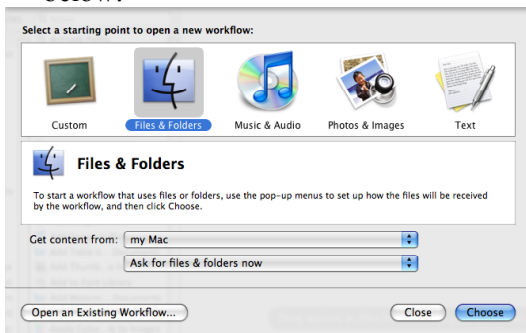 below.
Select a starting point to open a new workflow:
Custom Files & Folders Music & Audio Photos & Images Text
Files & Folders
To start a workflow that uses files or folders, use the pop-up menus to set up how the files will be received
by the workflow, and then click Choose.
Get content from: my Mac
Ask for files & folders now
Open an Existing Workflow... Close Choose